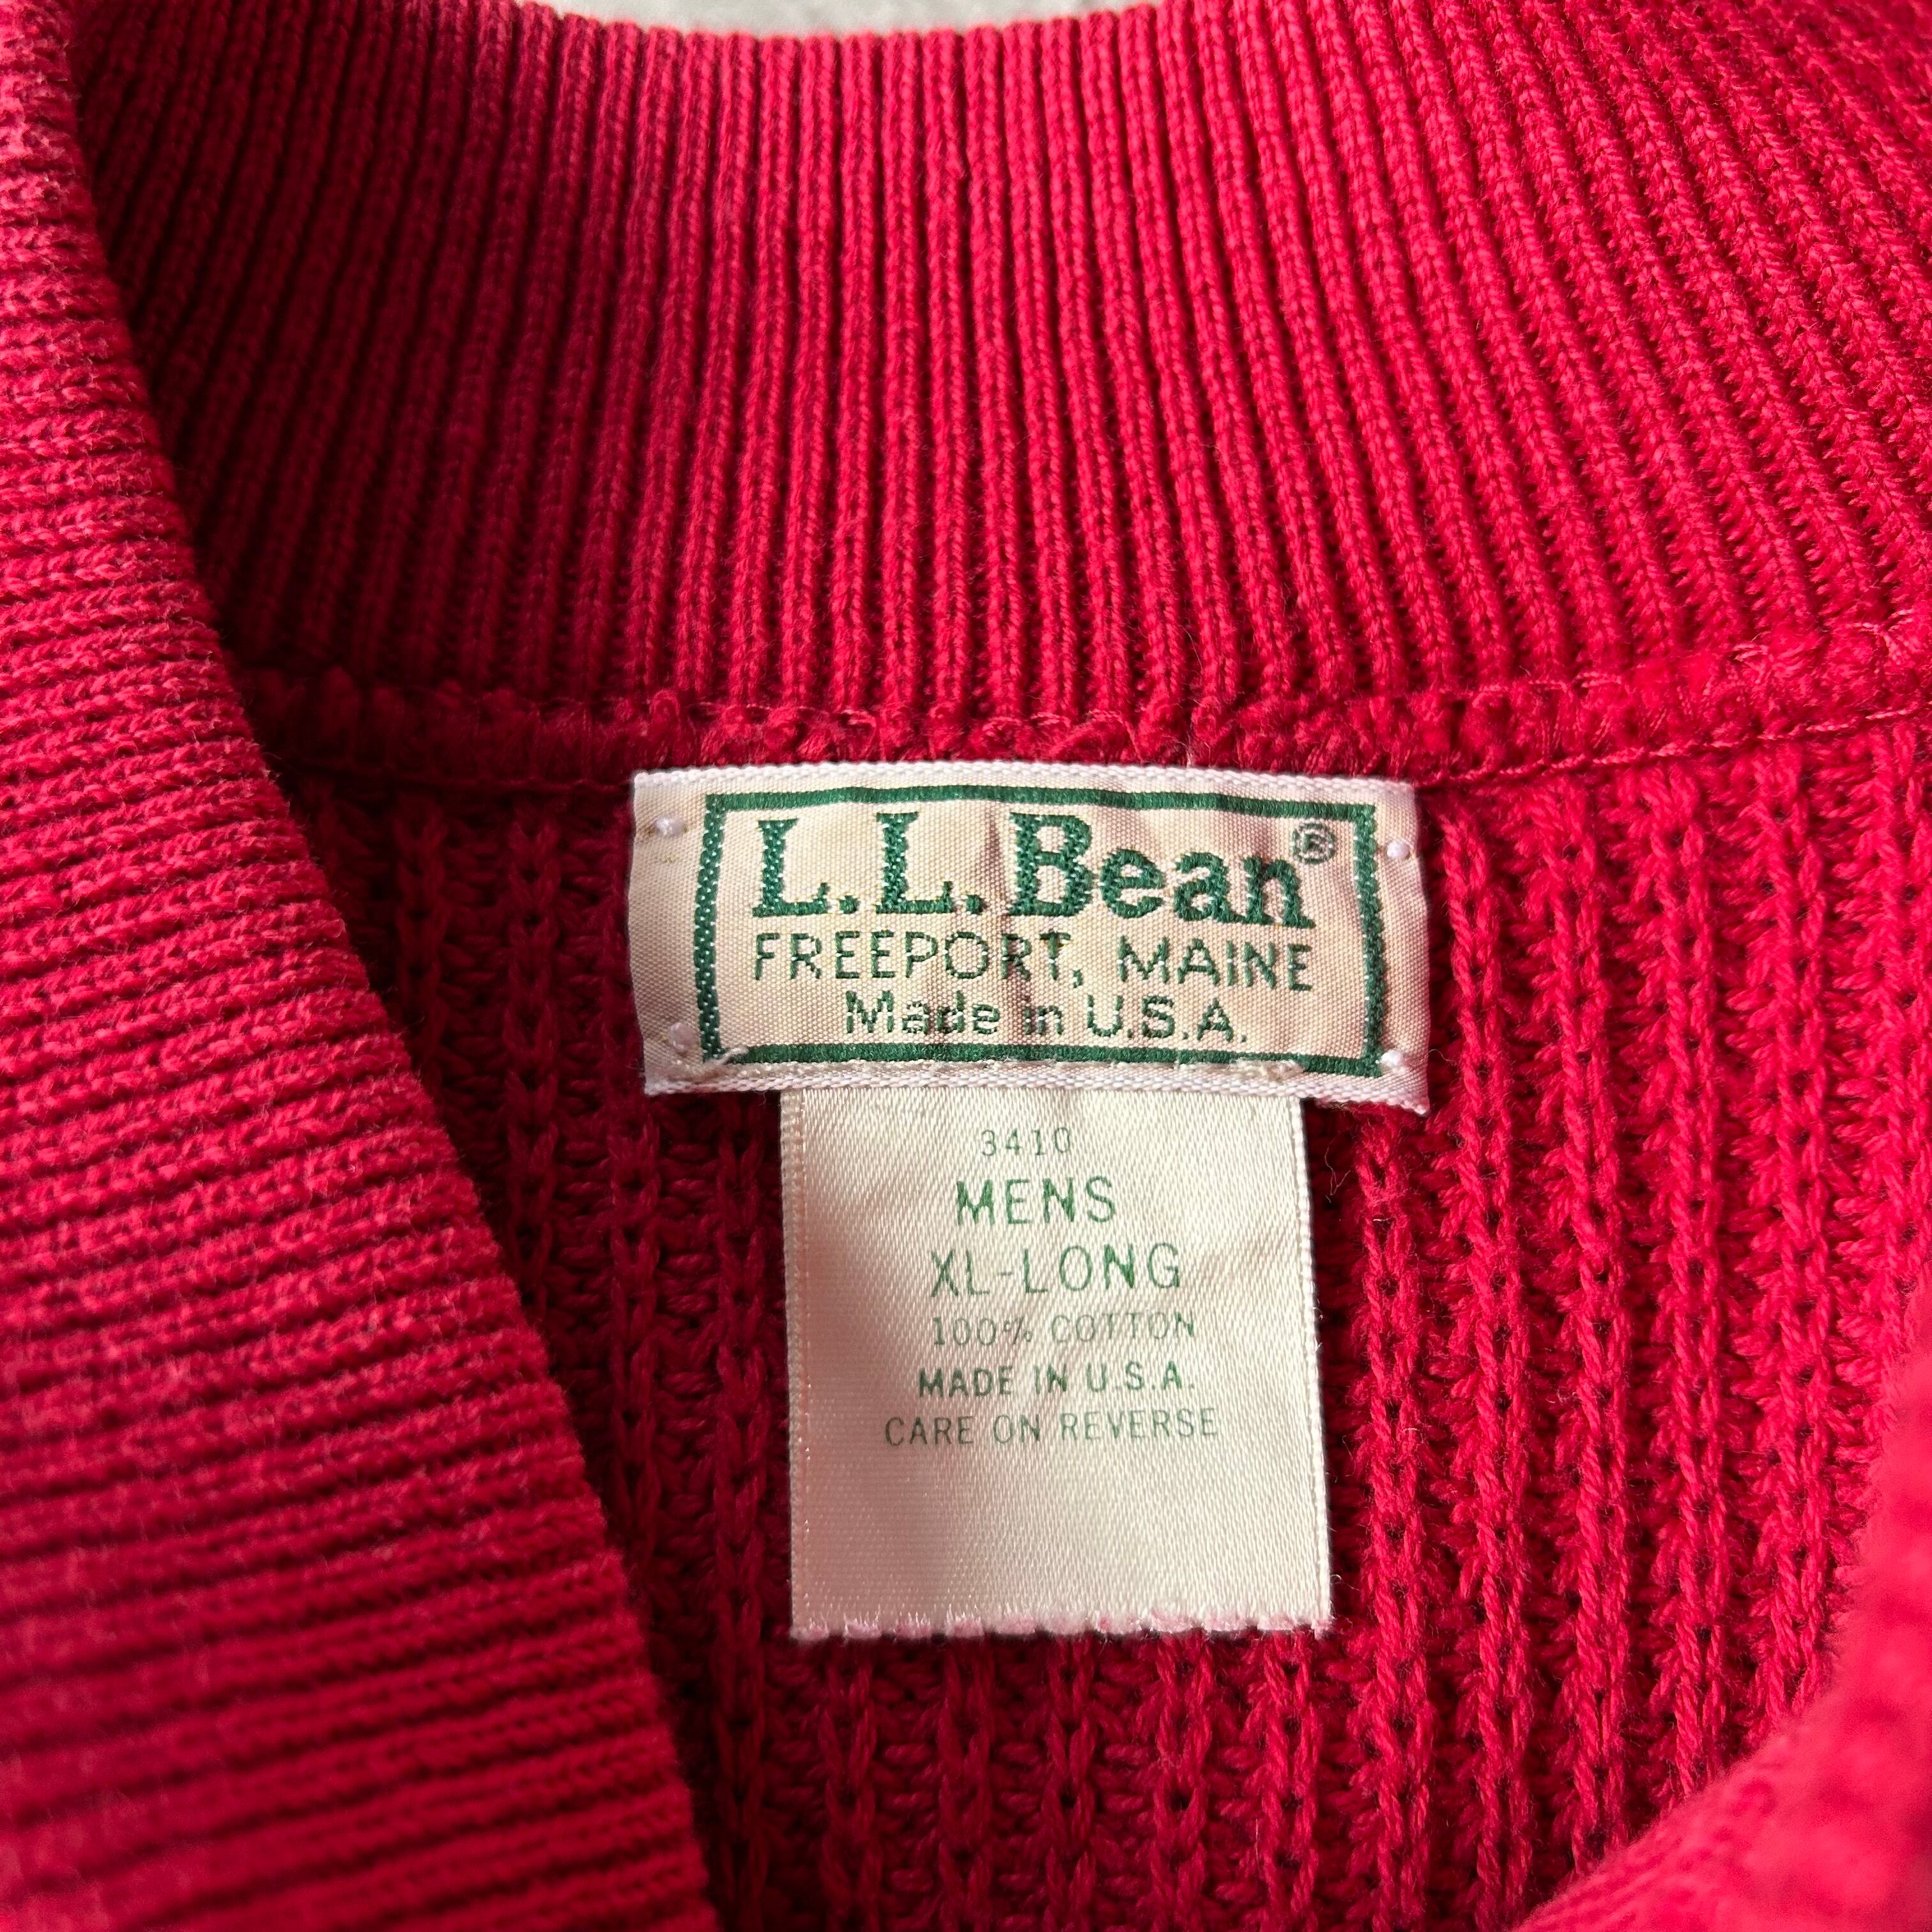 L.L.Bean®
FREEPORT, MAINE
Made in U.S.A.
3410
MENS
XL-LONG
100% COTTON
MADE IN U.S.A.
CARE ON REVERSE